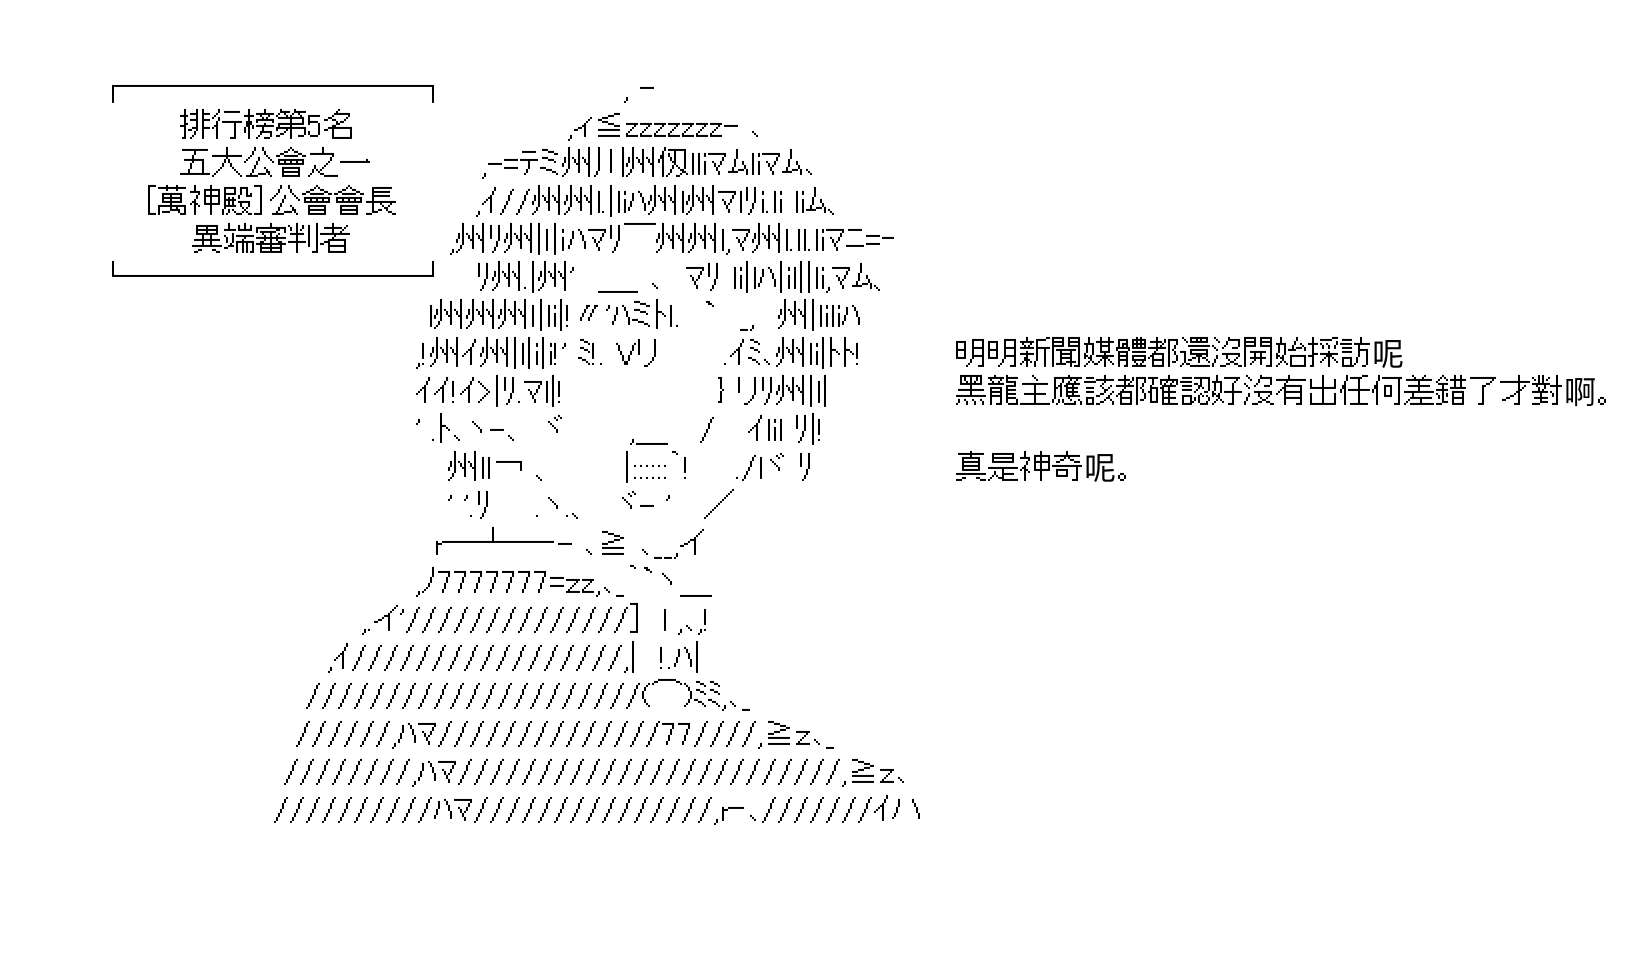 排行榜第5名
五大公會之一
[萬神殿]公會會長
異端審判者
明明新聞媒體都還沒開始採訪呢
黑龍主應該都確認好沒有出任何差錯了才對啊。
真是神奇呢。